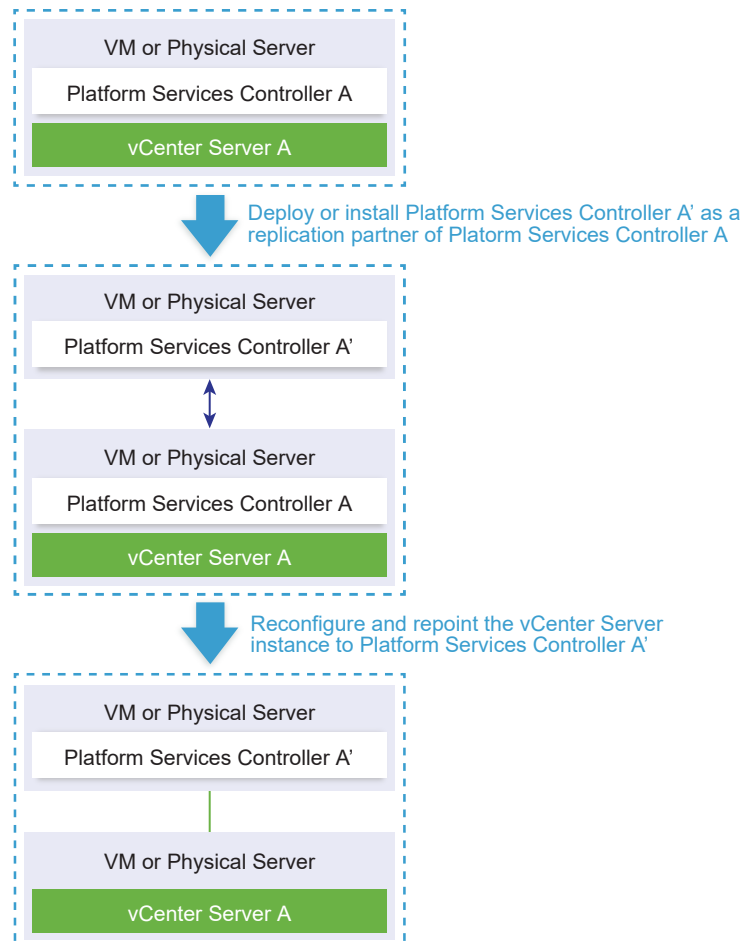 VM or Physical Server
Platform Services Controller A
vCenter Server A
Deploy or install Platform Services Controller A’ as a
replication partner of Platorm Services Controller A
VM or Physical Server
Platform Services Controller A’
VM or Physical Server
Platform Services Controller A
vCenter Server A
Reconfigure and repoint the vCenter Server
instance to Platform Services Controller A’
VM or Physical Server
Platform Services Controller A’
VM or Physical Server
vCenter Server A